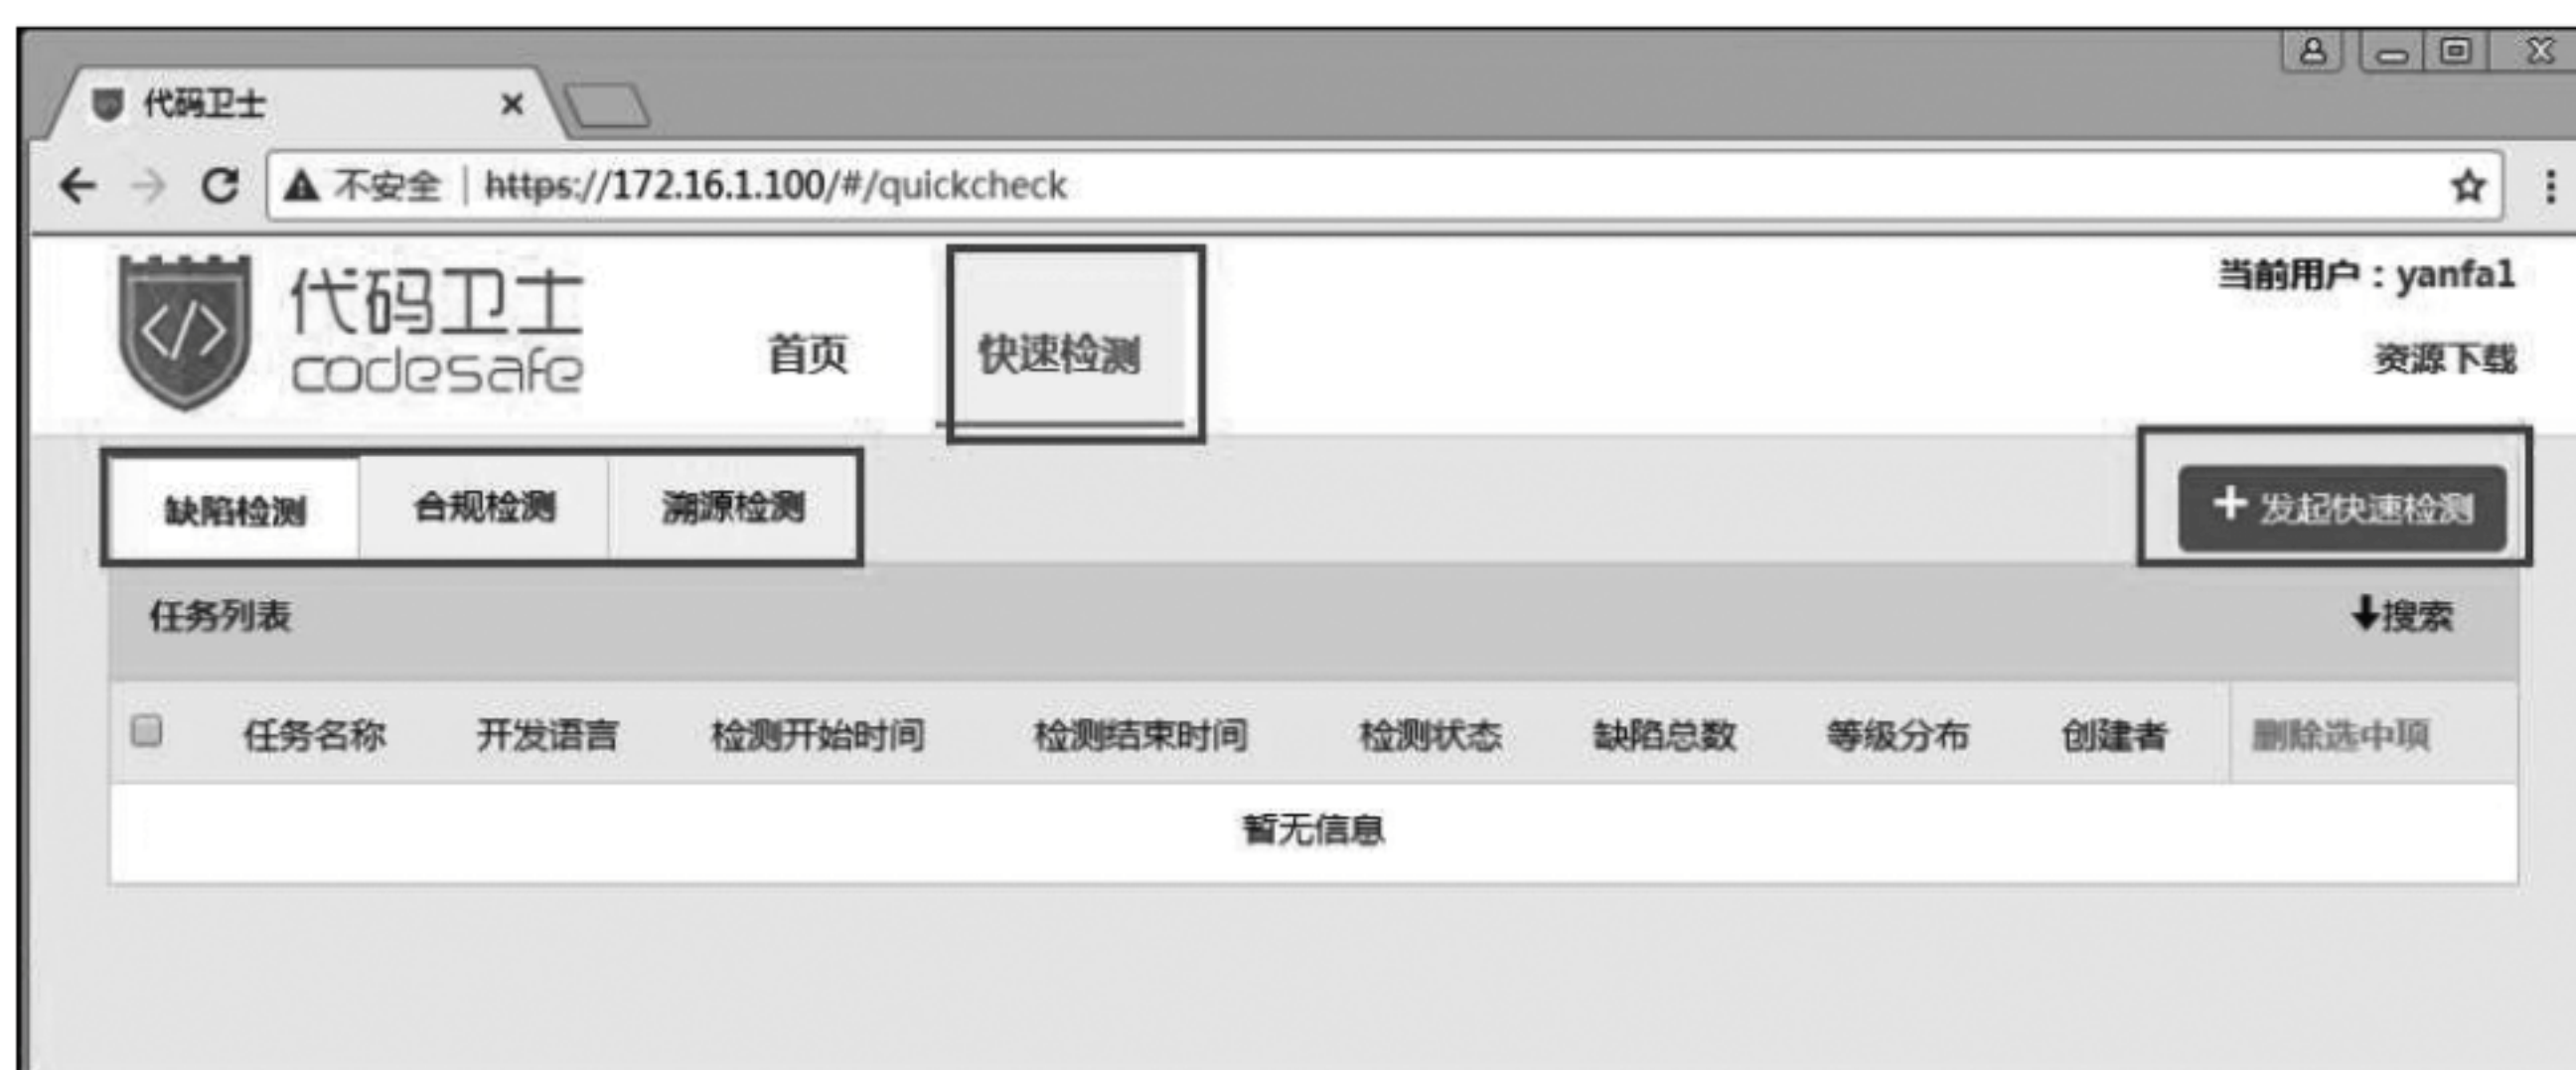 代码卫士
不安全 | https://172.16.1.100/#/quickcheck
代码卫士
codesafe
首页 快速检测
当前用户：yanfa1
资源下载
缺陷检测 合规检测 溯源检测
+ 发起快速检测
任务列表 搜索
任务名称 开发语言 检测开始时间 检测结束时间 检测状态 缺陷总数 等级分布 创建者 删除选中项
暂无信息